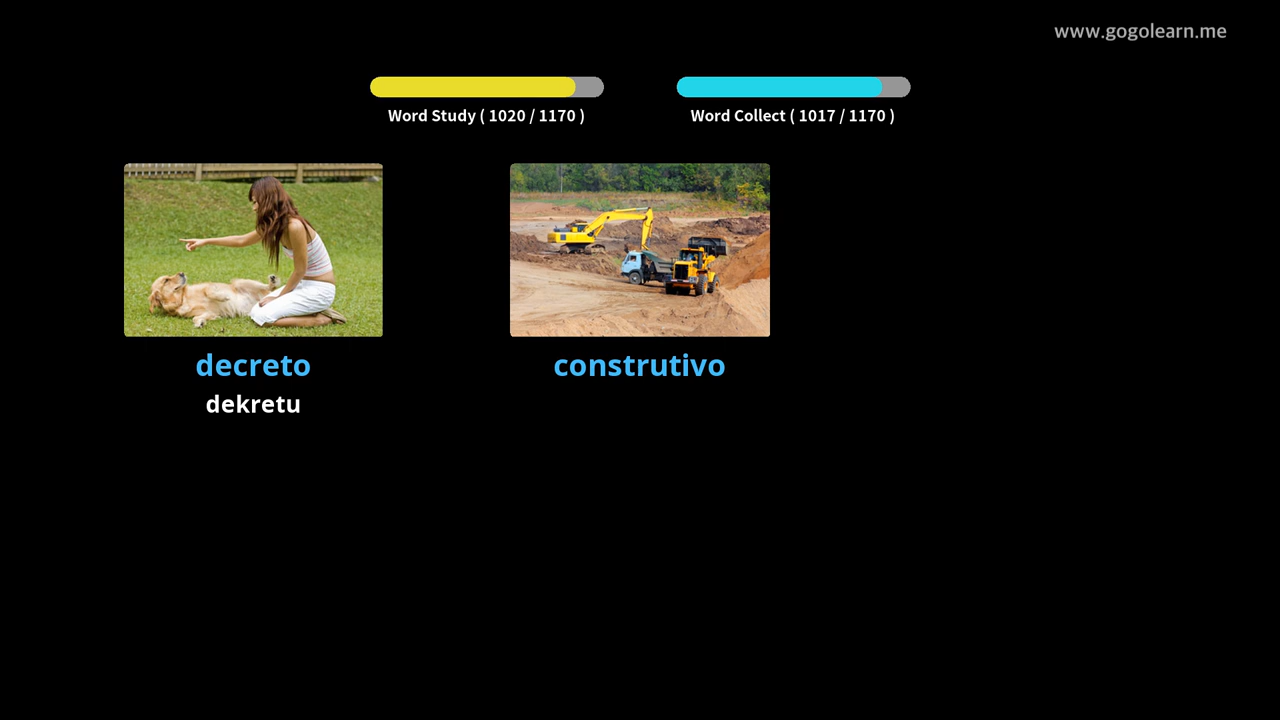 www.gogolearn.me
Word Study ( 1020 / 1170 )
Word Collect ( 1017 / 1170 )
decreto
dekretu
construtivo